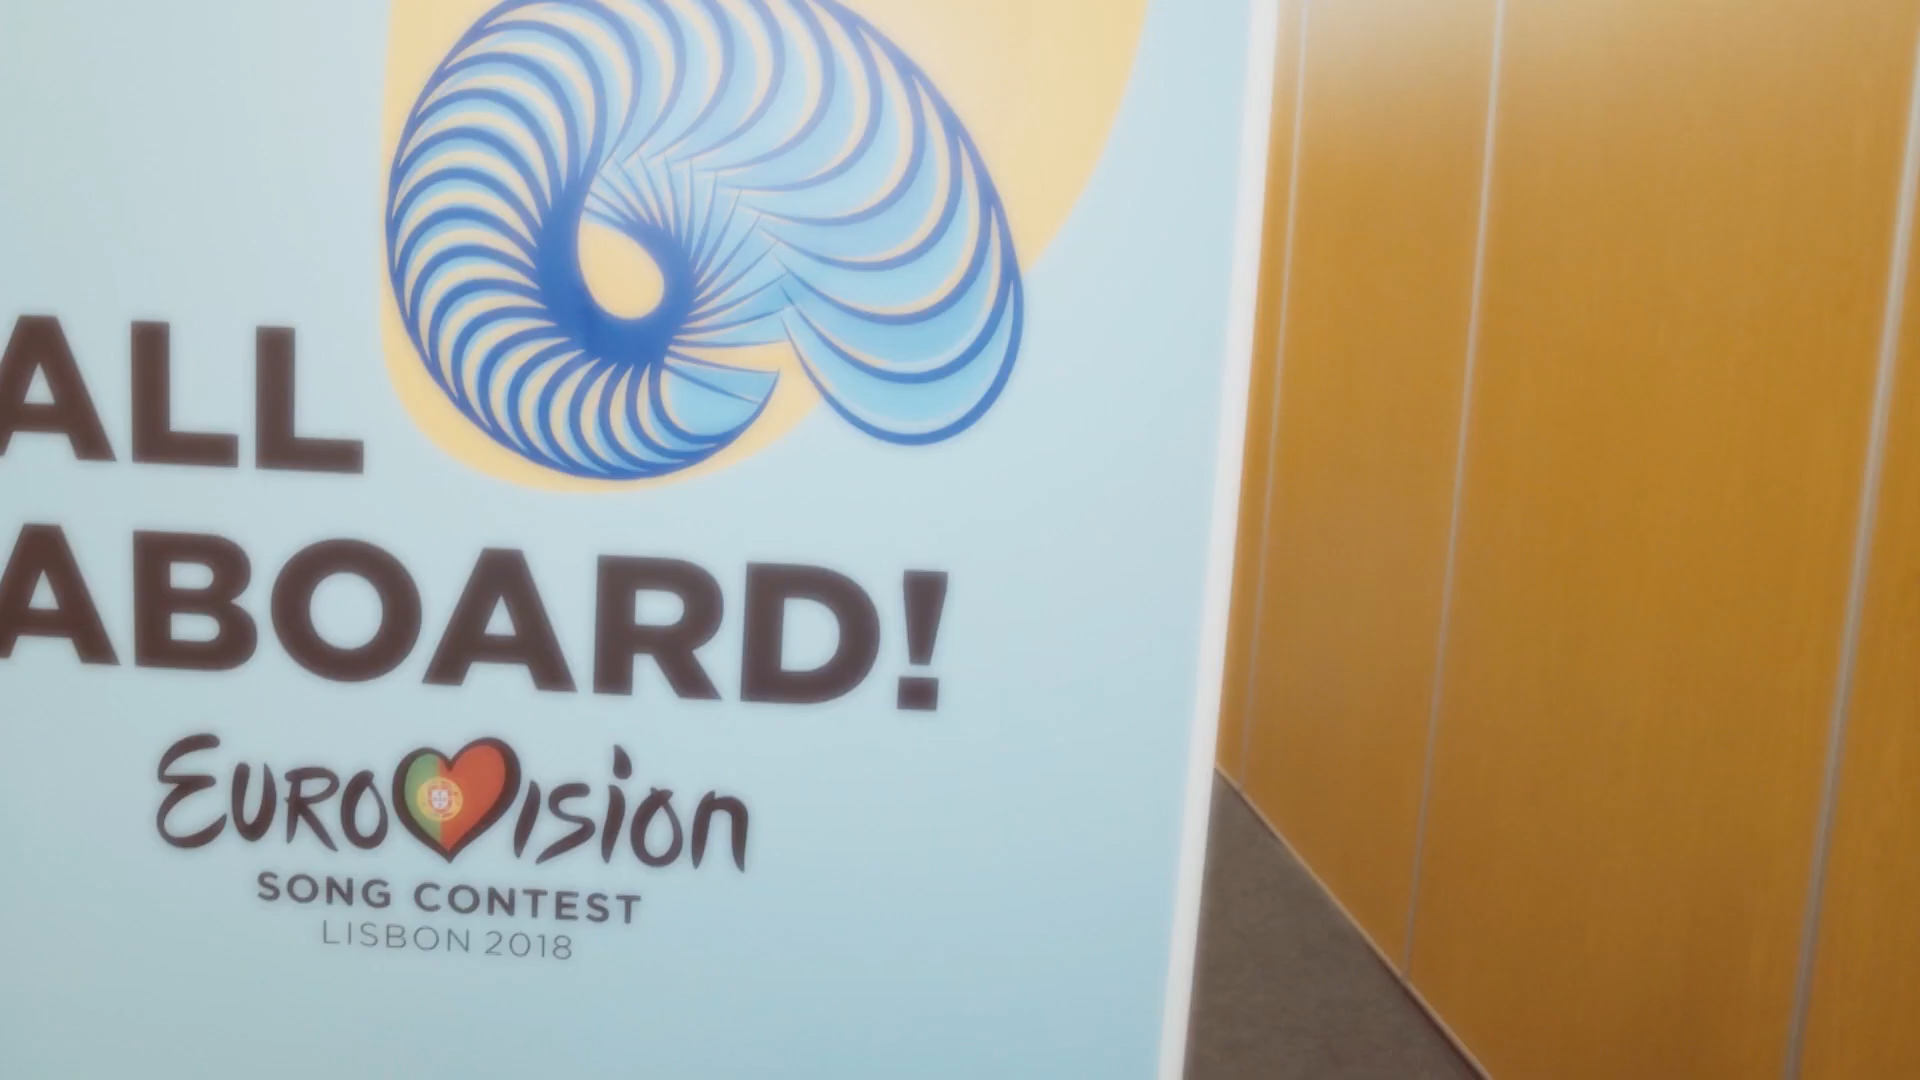 ALL
ABOARD!
EUROVISION
SONG CONTEST
LISBON 2018